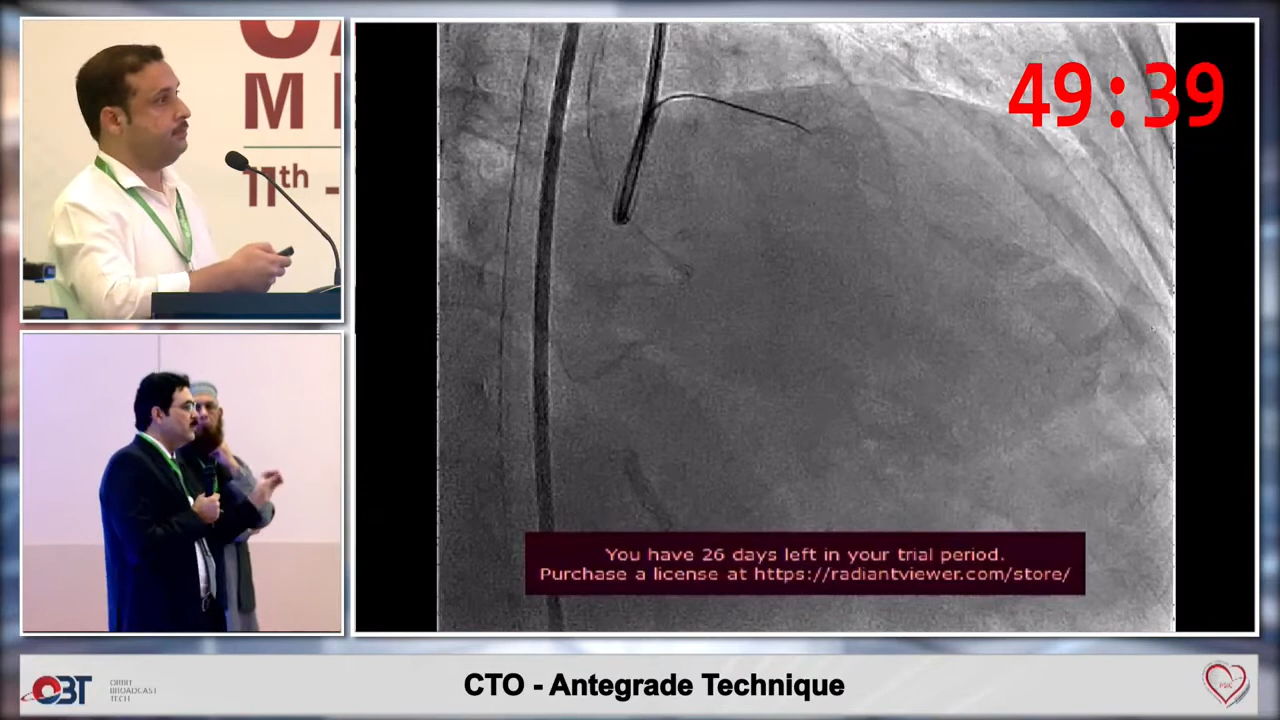 M
11th -
49:39
You have 26 days left in your trial period.
Purchase a license at https://radiantviewer.com/store/
OBT
ORBIT
BROADCAST
TECH
CTO - Antegrade Technique